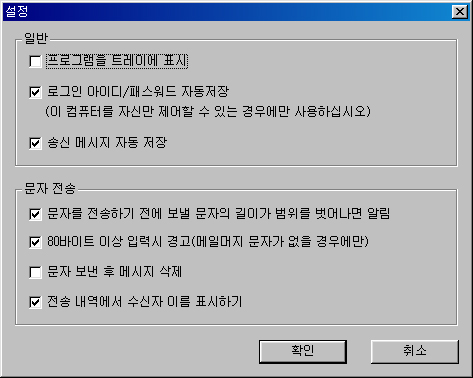 설정
일반
프로그램을 트레이에 표시
로그인 아이디/패스워드 자동저장
(이 컴퓨터를 자신만 제어할 수 있는 경우에만 사용하십시오)
송신 메시지 자동 저장
문자 전송
문자를 전송하기 전에 보낼 문자의 길이가 범위를 벗어나면 알림
80바이트 이상 입력시 경고(메일머지 문자가 없을 경우에만)
문자 보낸 후 메시지 삭제
전송 내역에서 수신자 이름 표시하기
확인 취소